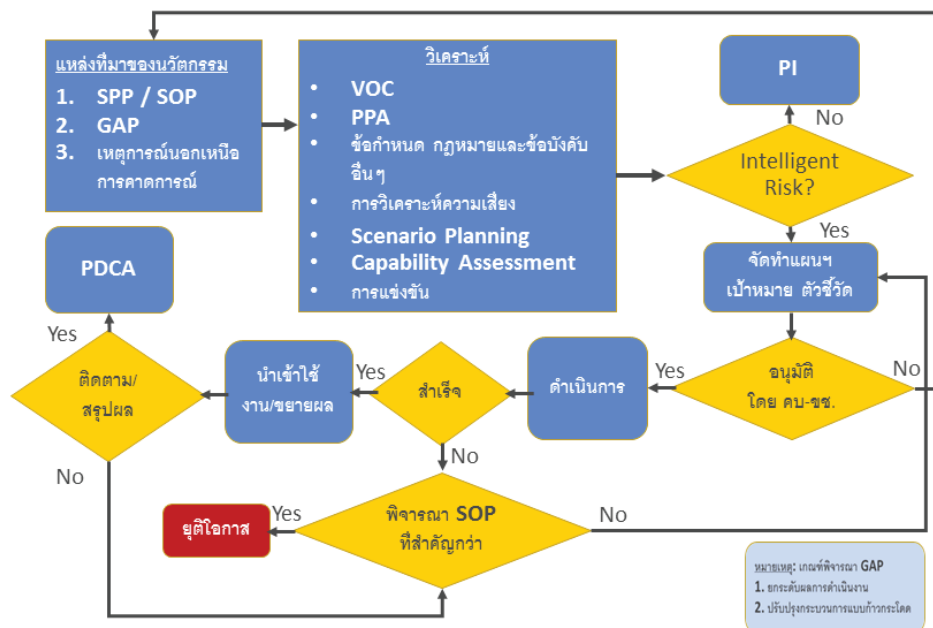 แหล่งที่มาของนวัตกรรม
1. SPP / SOP
2. GAP
3. เหตุการณ์นอกเหนือ
การคาดการณ์
วิเคราะห์
• VOC
• PPA
• ข้อกำหนด กฎหมายและข้อบังคับ
อื่นๆ
• การวิเคราะห์ความเสี่ยง
• Scenario Planning
• Capability Assessment
• การแข่งขัน
PI
No
Intelligent
Risk?
Yes
จัดทำแผนฯ
เป้าหมาย ตัวชี้วัด
อนุมัติ
โดย คบ-ขช.
No
Yes
ดำเนินการ
สำเร็จ
Yes
No
นำเข้าใช้
งาน/ขยายผล
ติดตาม/
สรุปผล
Yes
PDCA
No
พิจารณา SOP
ที่สำคัญกว่า
Yes
No
ยุติโอกาส
หมายเหตุ: เกณฑ์พิจารณา GAP
1. ยกระดับผลการดำเนินงาน
2. ปรับปรุงกระบวนการแบบก้าวกระโดด